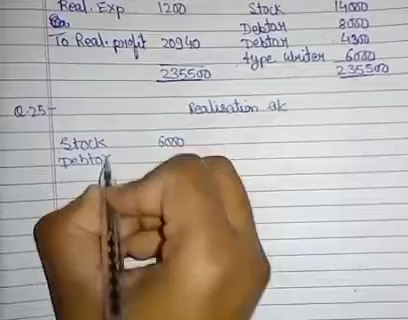 Real. Exp 1200 Stock 14000
Debtor 8000
To Real. profit 20940 Debtor 4300
type writer 6000
235500 235500
Q.25- Realisation a/c
Stock 6000
Debto